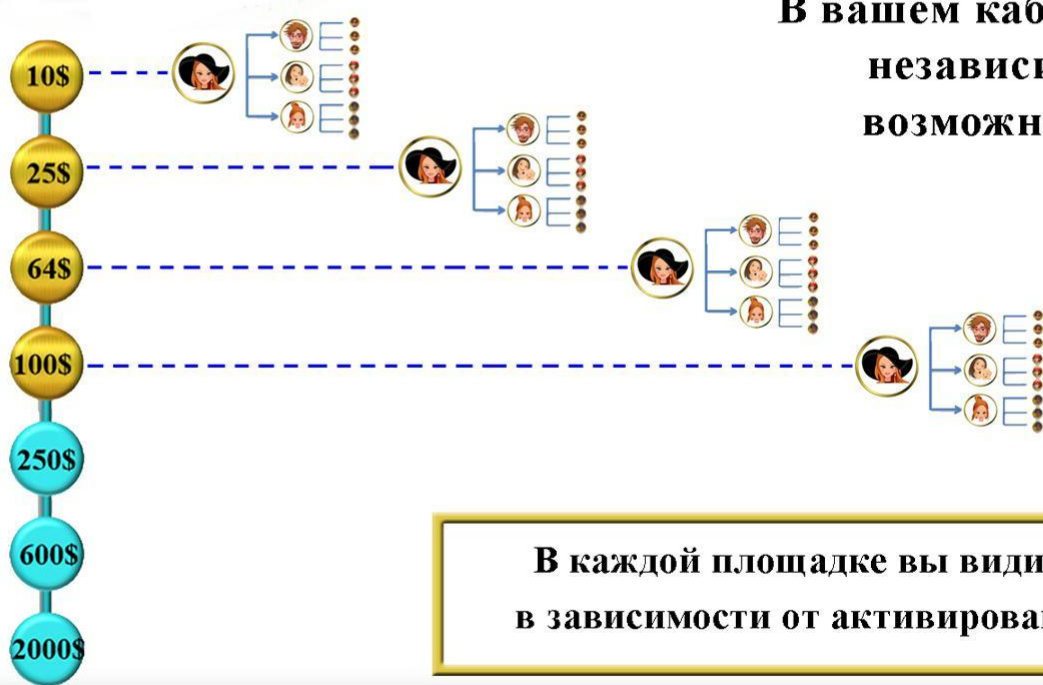 В вашем
10$
25$
64$
100$
250$
600$
2000$
В каждой площадке вы
в зависимости от